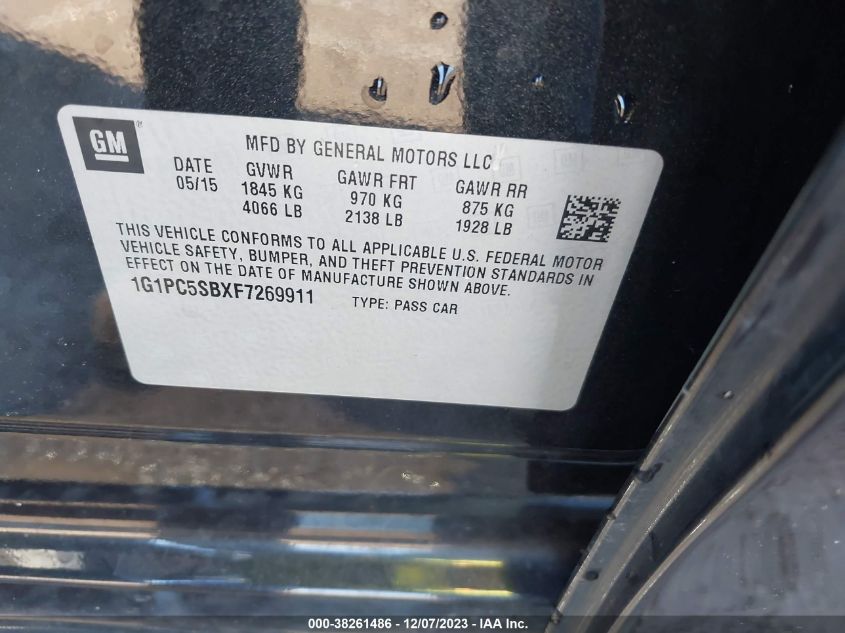 GM
MFD BY GENERAL MOTORS LLC
DATE GVWR GAWR FRT GAWR RR
05/15 1845 KG 970 KG 875 KG
4066 LB 2138 LB 1928 LB
THIS VEHICLE CONFORMS TO ALL APPLICABLE U.S. FEDERAL MOTOR
VEHICLE SAFETY, BUMPER, AND THEFT PREVENTION STANDARDS IN
EFFECT ON THE DATE OF MANUFACTURE SHOWN ABOVE.
1G1PC5SBXF7269911 TYPE: PASS CAR
000-38261486 - 12/07/2023 - IAA Inc.